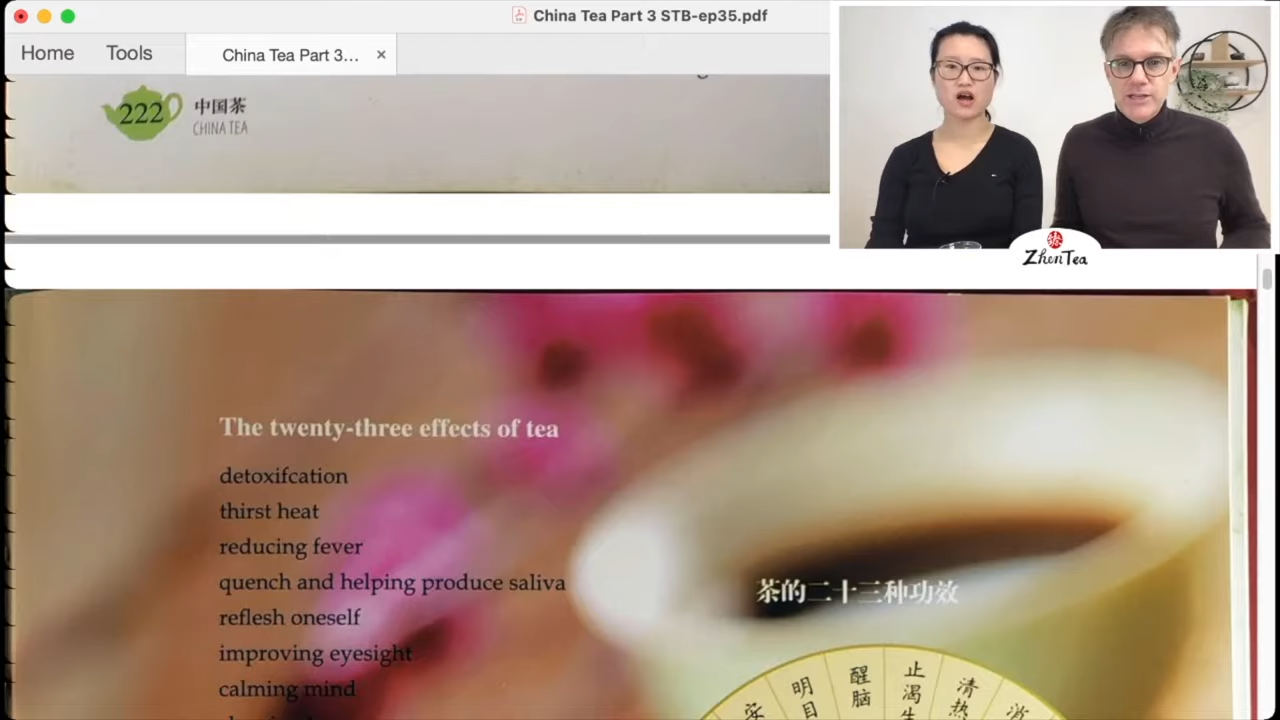 China Tea Part 3 STB-ep35.pdf
Home
Tools
China Tea Part 3...
222
中国茶
CHINA TEA
Zhen Tea
The twenty-three effects of tea
detoxifcation
thirst heat
reducing fever
quench and helping produce saliva
reflesh oneself
improving eyesight
calming mind
茶的二十三种功效
明目
醒脑
止渴生
清热